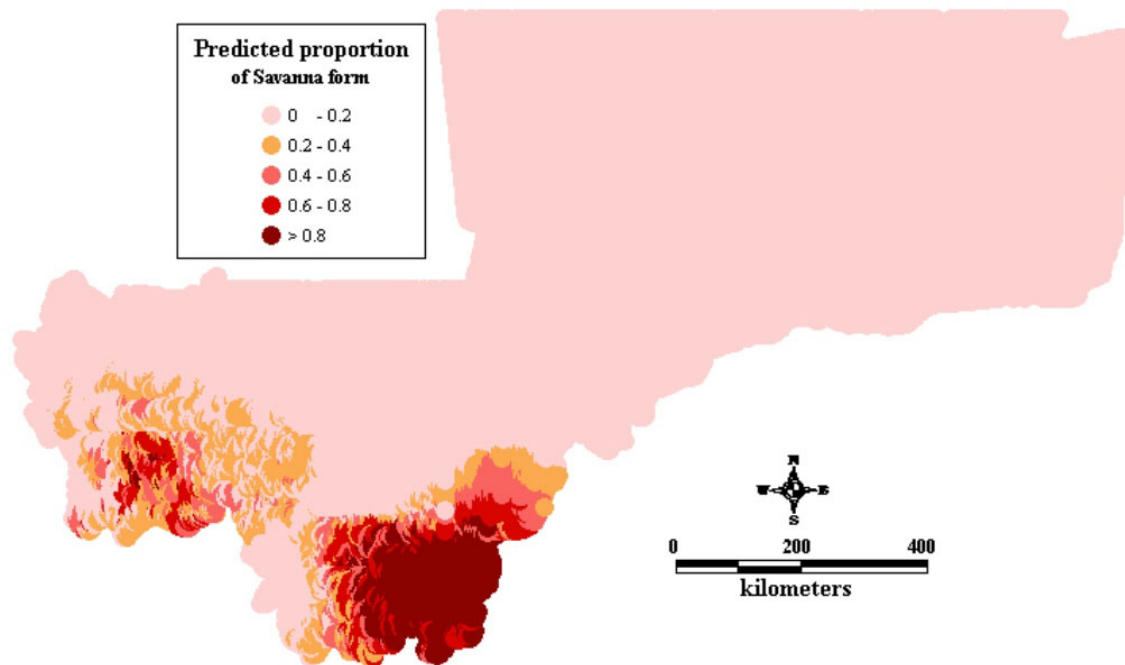 Predicted proportion
of Savanna form
0 - 0.2
0.2 - 0.4
0.4 - 0.6
0.6 - 0.8
> 0.8
N
W E
S
0 200 400
kilometers